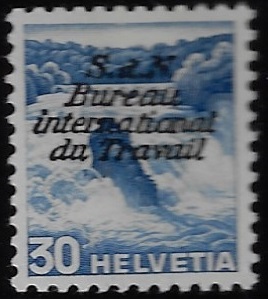 S.d.N
Bureau
international
du Travail
30 HELVETIA